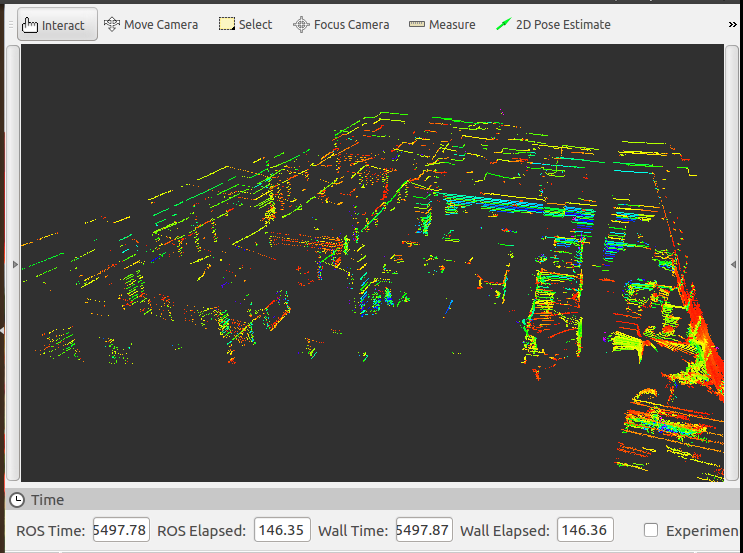 Interact Move Camera Select Focus Camera Measure 2D Pose Estimate »
Time
ROS Time: 5497.78 ROS Elapsed: 146.35 Wall Time: 5497.87 Wall Elapsed: 146.36 Experimen